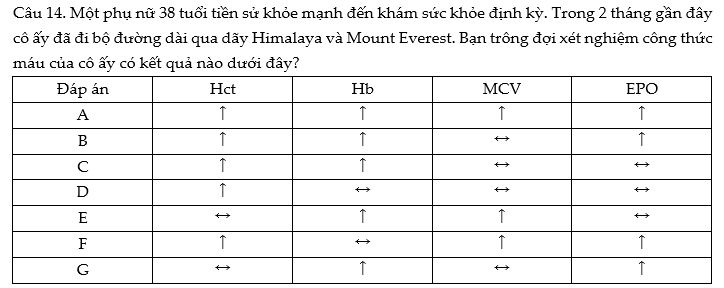 Câu 14. Một phụ nữ 38 tuổi tiền sử khỏe mạnh đến khám sức khỏe định kỳ. Trong 2 tháng gần đây
cô ấy đã đi bộ đường dài qua dãy Himalaya và Mount Everest. Bạn trông đợi xét nghiệm công thức
máu của cô ấy có kết quả nào dưới đây?
Đáp án Hct Hb MCV EPO
A ↑ ↑ ↑ ↑
B ↑ ↑ ↔ ↑
C ↑ ↑ ↔ ↔
D ↑ ↔ ↔ ↔
E ↔ ↑ ↑ ↔
F ↑ ↔ ↑ ↑
G ↔ ↑ ↔ ↑